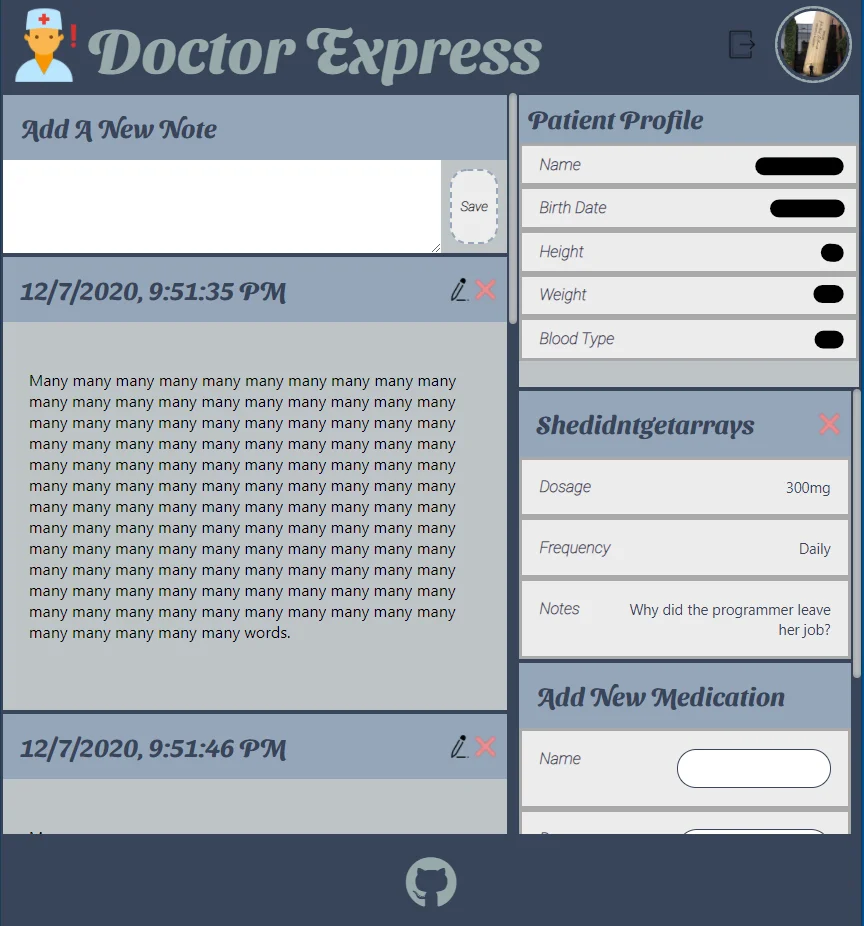 Doctor Express
Add A New Note
Save
12/7/2020, 9:51:35 PM
Many many many many many many many many many many
many many many many many many many many many many
many many many many many many many many many many
many many many many many many many many many many
many many many many many many many many many many
many many many many many many many many many many
many many many many many many many many many many
many many many many many many many many many many
many many many many many many many many many many
many many many many many many many many many many
many many many many many many many many many many
many many many many many many many many many many
many many many many many words.
12/7/2020, 9:51:46 PM
Patient Profile
Name
Birth Date
Height
Weight
Blood Type
Shedidntgetarrays
Dosage 300mg
Frequency Daily
Notes Why did the programmer leave
her job?
Add New Medication
Name